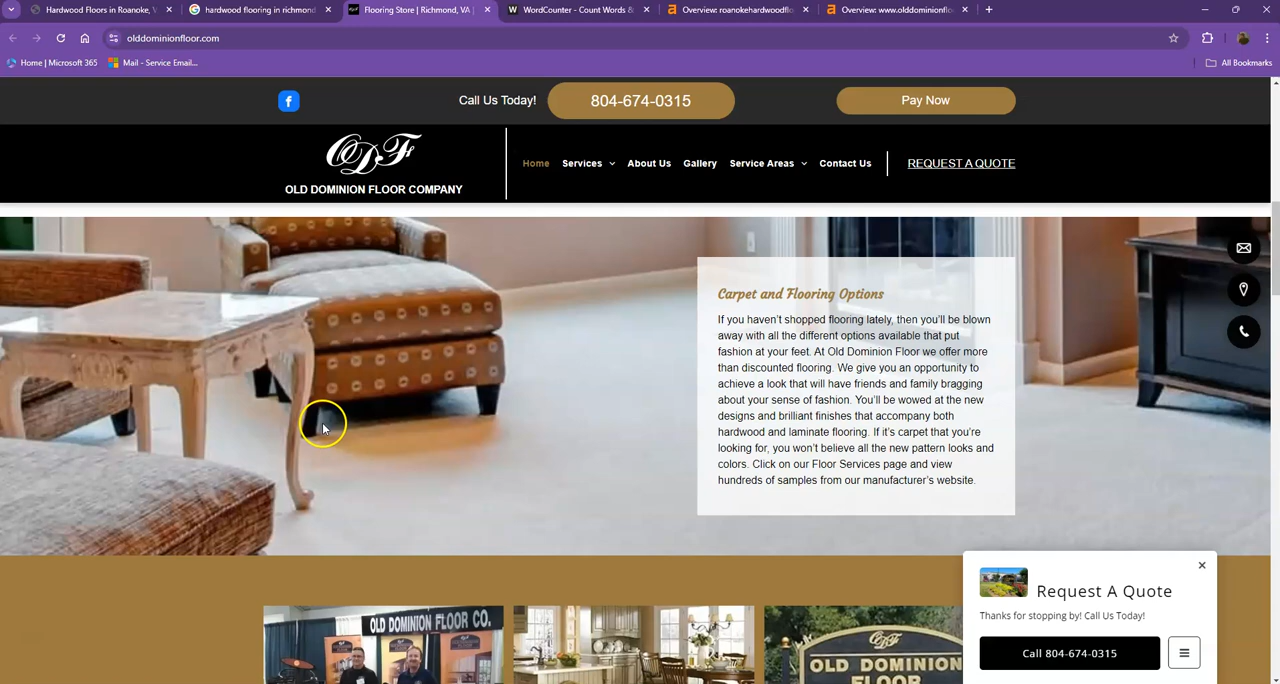 Hardwood Floors in Roanoke, V
hardwood flooring in richmond
Flooring Store | Richmond, VA |
WordCounter - Count Words &
Overview: roanokehardwoodflo
Overview: www.olddominionflo
olddominionfloor.com
Home | Microsoft 365
Mail - Service Email...
All Bookmarks
Call Us Today!
804-674-0315
Pay Now
ODF
OLD DOMINION FLOOR COMPANY
Home
Services
About Us
Gallery
Service Areas
Contact Us
REQUEST A QUOTE
Carpet and Flooring Options
If you haven't shopped flooring lately, then you'll be blown
away with all the different options available that put
fashion at your feet. At Old Dominion Floor we offer more
than discounted flooring. We give you an opportunity to
achieve a look that will have friends and family bragging
about your sense of fashion. You'll be wowed at the new
designs and brilliant finishes that accompany both
hardwood and laminate flooring. If it's carpet that you're
looking for, you won't believe all the new pattern looks and
colors. Click on our Floor Services page and view
hundreds of samples from our manufacturer's website.
OLD DOMINION FLOOR CO.
ODF
OLD DOMINION
FLOOR
Request A Quote
Thanks for stopping by! Call Us Today!
Call 804-674-0315